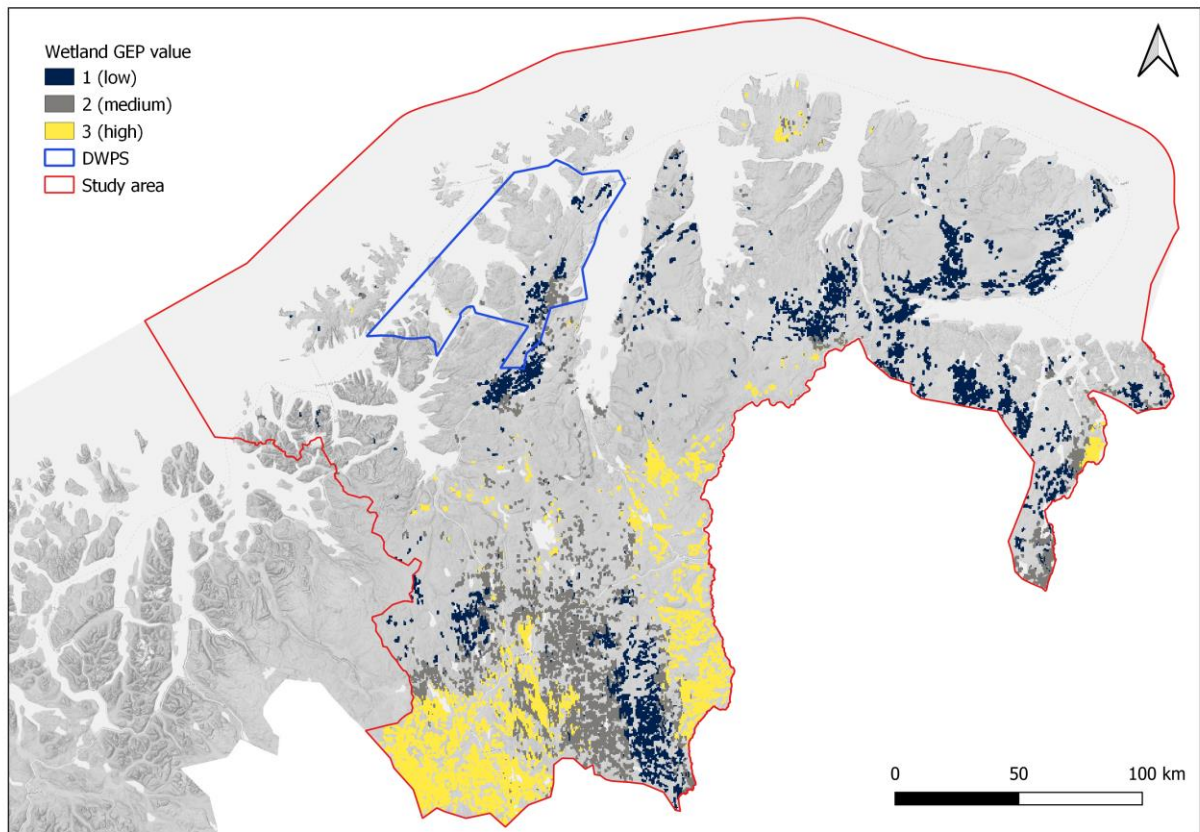 Wetland GEP value
1 (low)
2 (medium)
3 (high)
DWPS
Study area
0
50
100 km